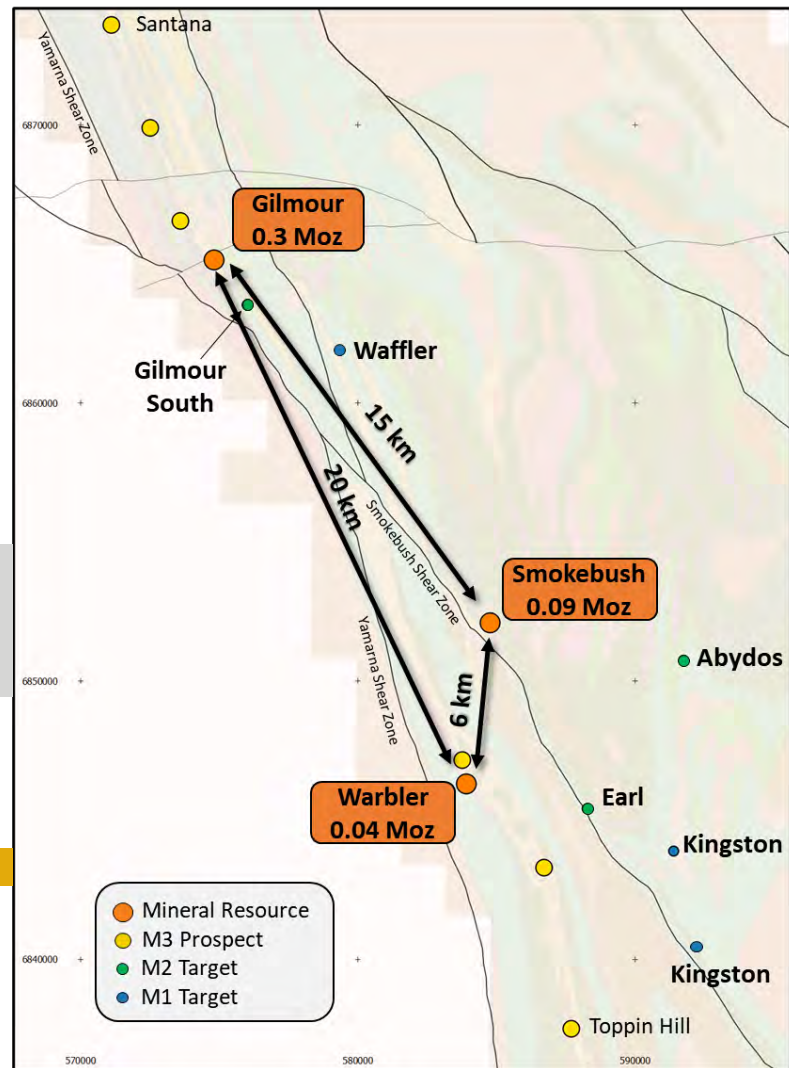 Santana
Yamarna Shear Zone
6870000
Gilmour
0.3 Moz
Waffler
Gilmour
South
6860000
15 km
20 km
Smokebush Shear Zone
Smokebush
0.09 Moz
Yamarna Shear Zone
Abydos
6850000
6 km
Warbler
0.04 Moz
Earl
Kingston
Mineral Resource
M3 Prospect
M2 Target
M1 Target
6840000
Kingston
Toppin Hill
570000
580000
590000